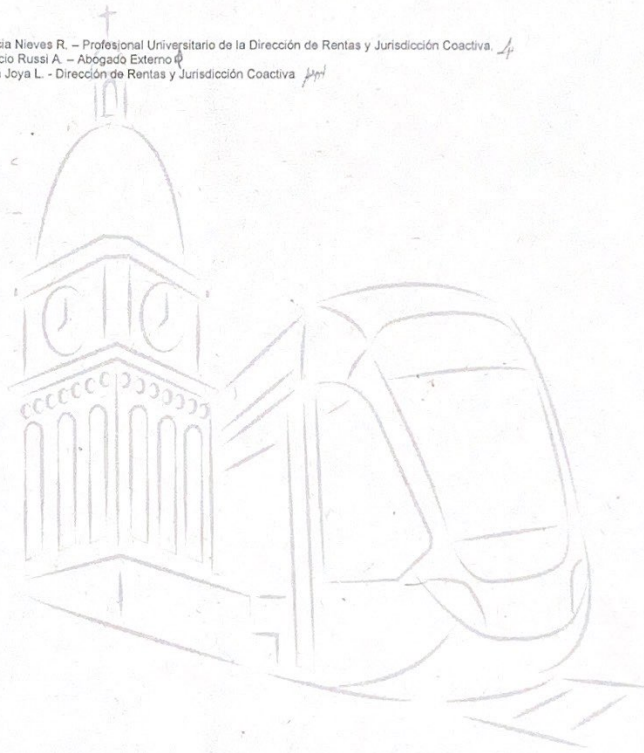 ia Nieves R. – Profesional Universitario de la Dirección de Rentas y Jurisdicción Coactiva.
cio Russi A. – Abogado Externo
Joya L. - Dirección de Rentas y Jurisdicción Coactiva